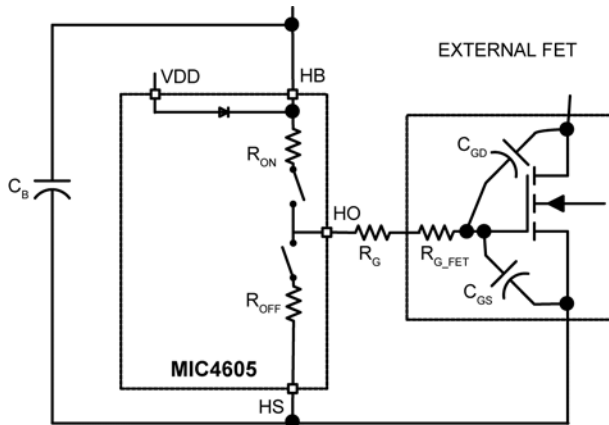 EXTERNAL FET
VDD
HB
C_GD
R_ON
C_B
HO
R_G
R_G_FET
C_GS
R_OFF
MIC4605
HS